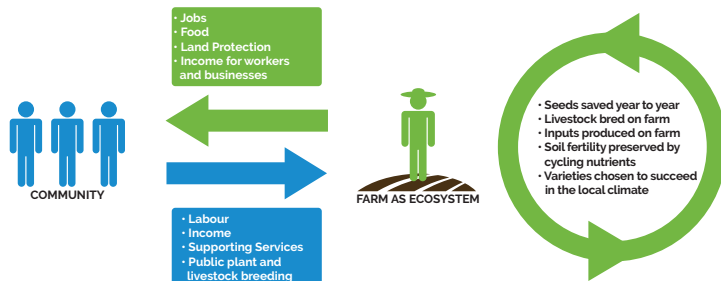 • Jobs
• Food
• Land Protection
• Income for workers
and businesses
COMMUNITY
• Labour
• Income
• Supporting Services
• Public plant and
livestock breeding
FARM AS ECOSYSTEM
• Seeds saved year to year
• Livestock bred on farm
• Inputs produced on farm
• Soil fertility preserved by
cycling nutrients
• Varieties chosen to succeed
in the local climate